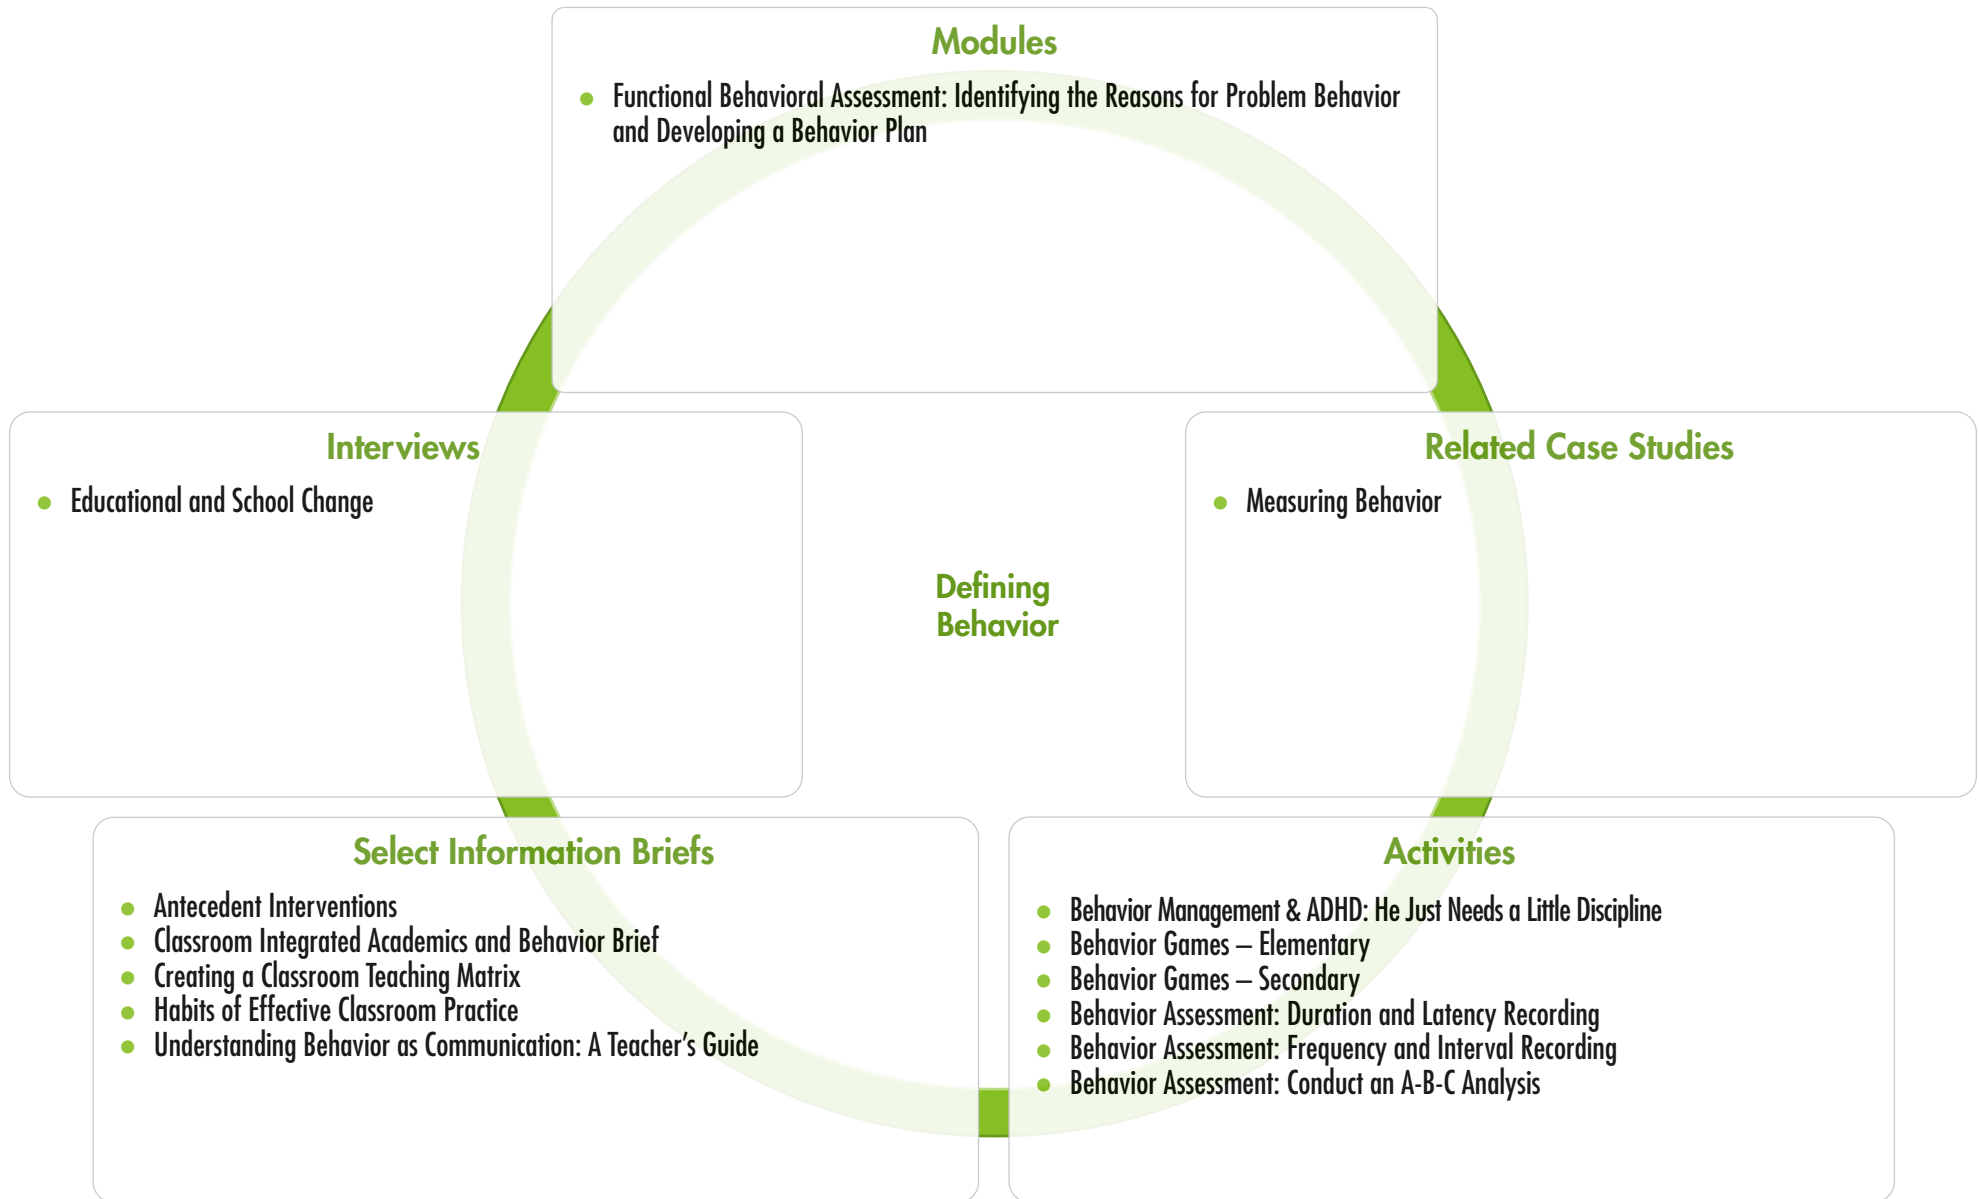 Modules
Functional Behavioral Assessment: Identifying the Reasons for Problem Behavior
and Developing a Behavior Plan
Interviews
Educational and School Change
Related Case Studies
Measuring Behavior
Defining
Behavior
Select Information Briefs
Antecedent Interventions
Classroom Integrated Academics and Behavior Brief
Creating a Classroom Teaching Matrix
Habits of Effective Classroom Practice
Understanding Behavior as Communication: A Teacher’s Guide
Activities
Behavior Management & ADHD: He Just Needs a Little Discipline
Behavior Games – Elementary
Behavior Games – Secondary
Behavior Assessment: Duration and Latency Recording
Behavior Assessment: Frequency and Interval Recording
Behavior Assessment: Conduct an A-B-C Analysis